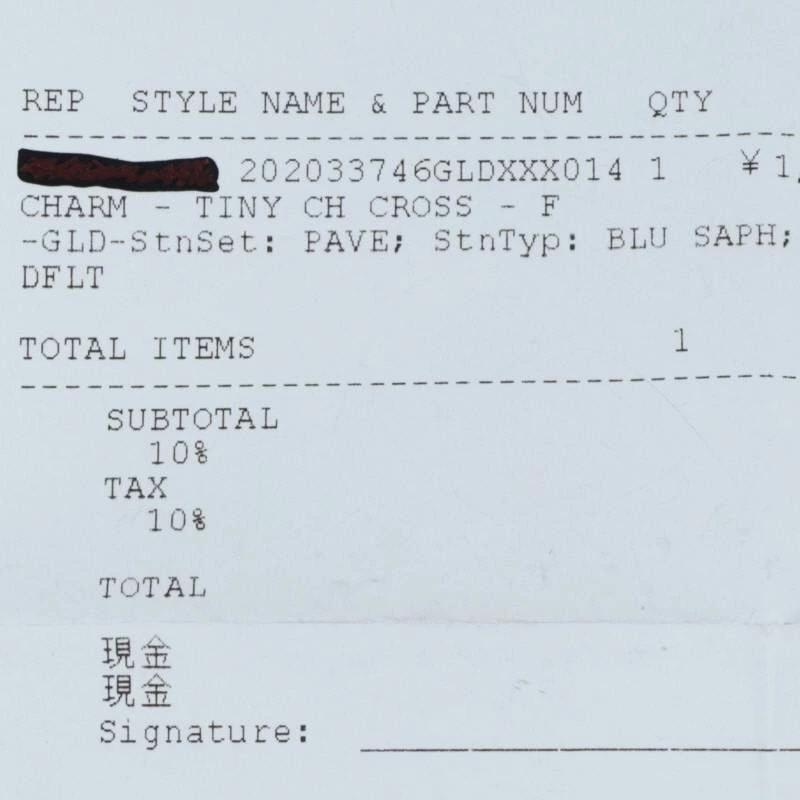 REP STYLE NAME & PART NUM QTY
202033746GLDXXX014 1 ¥1,
CHARM - TINY CH CROSS - F
-GLD-StnSet: PAVE; StnTyp: BLU SAPH;
DFLT
TOTAL ITEMS 1
SUBTOTAL
10%
TAX
10%
TOTAL
現金
現金
Signature: